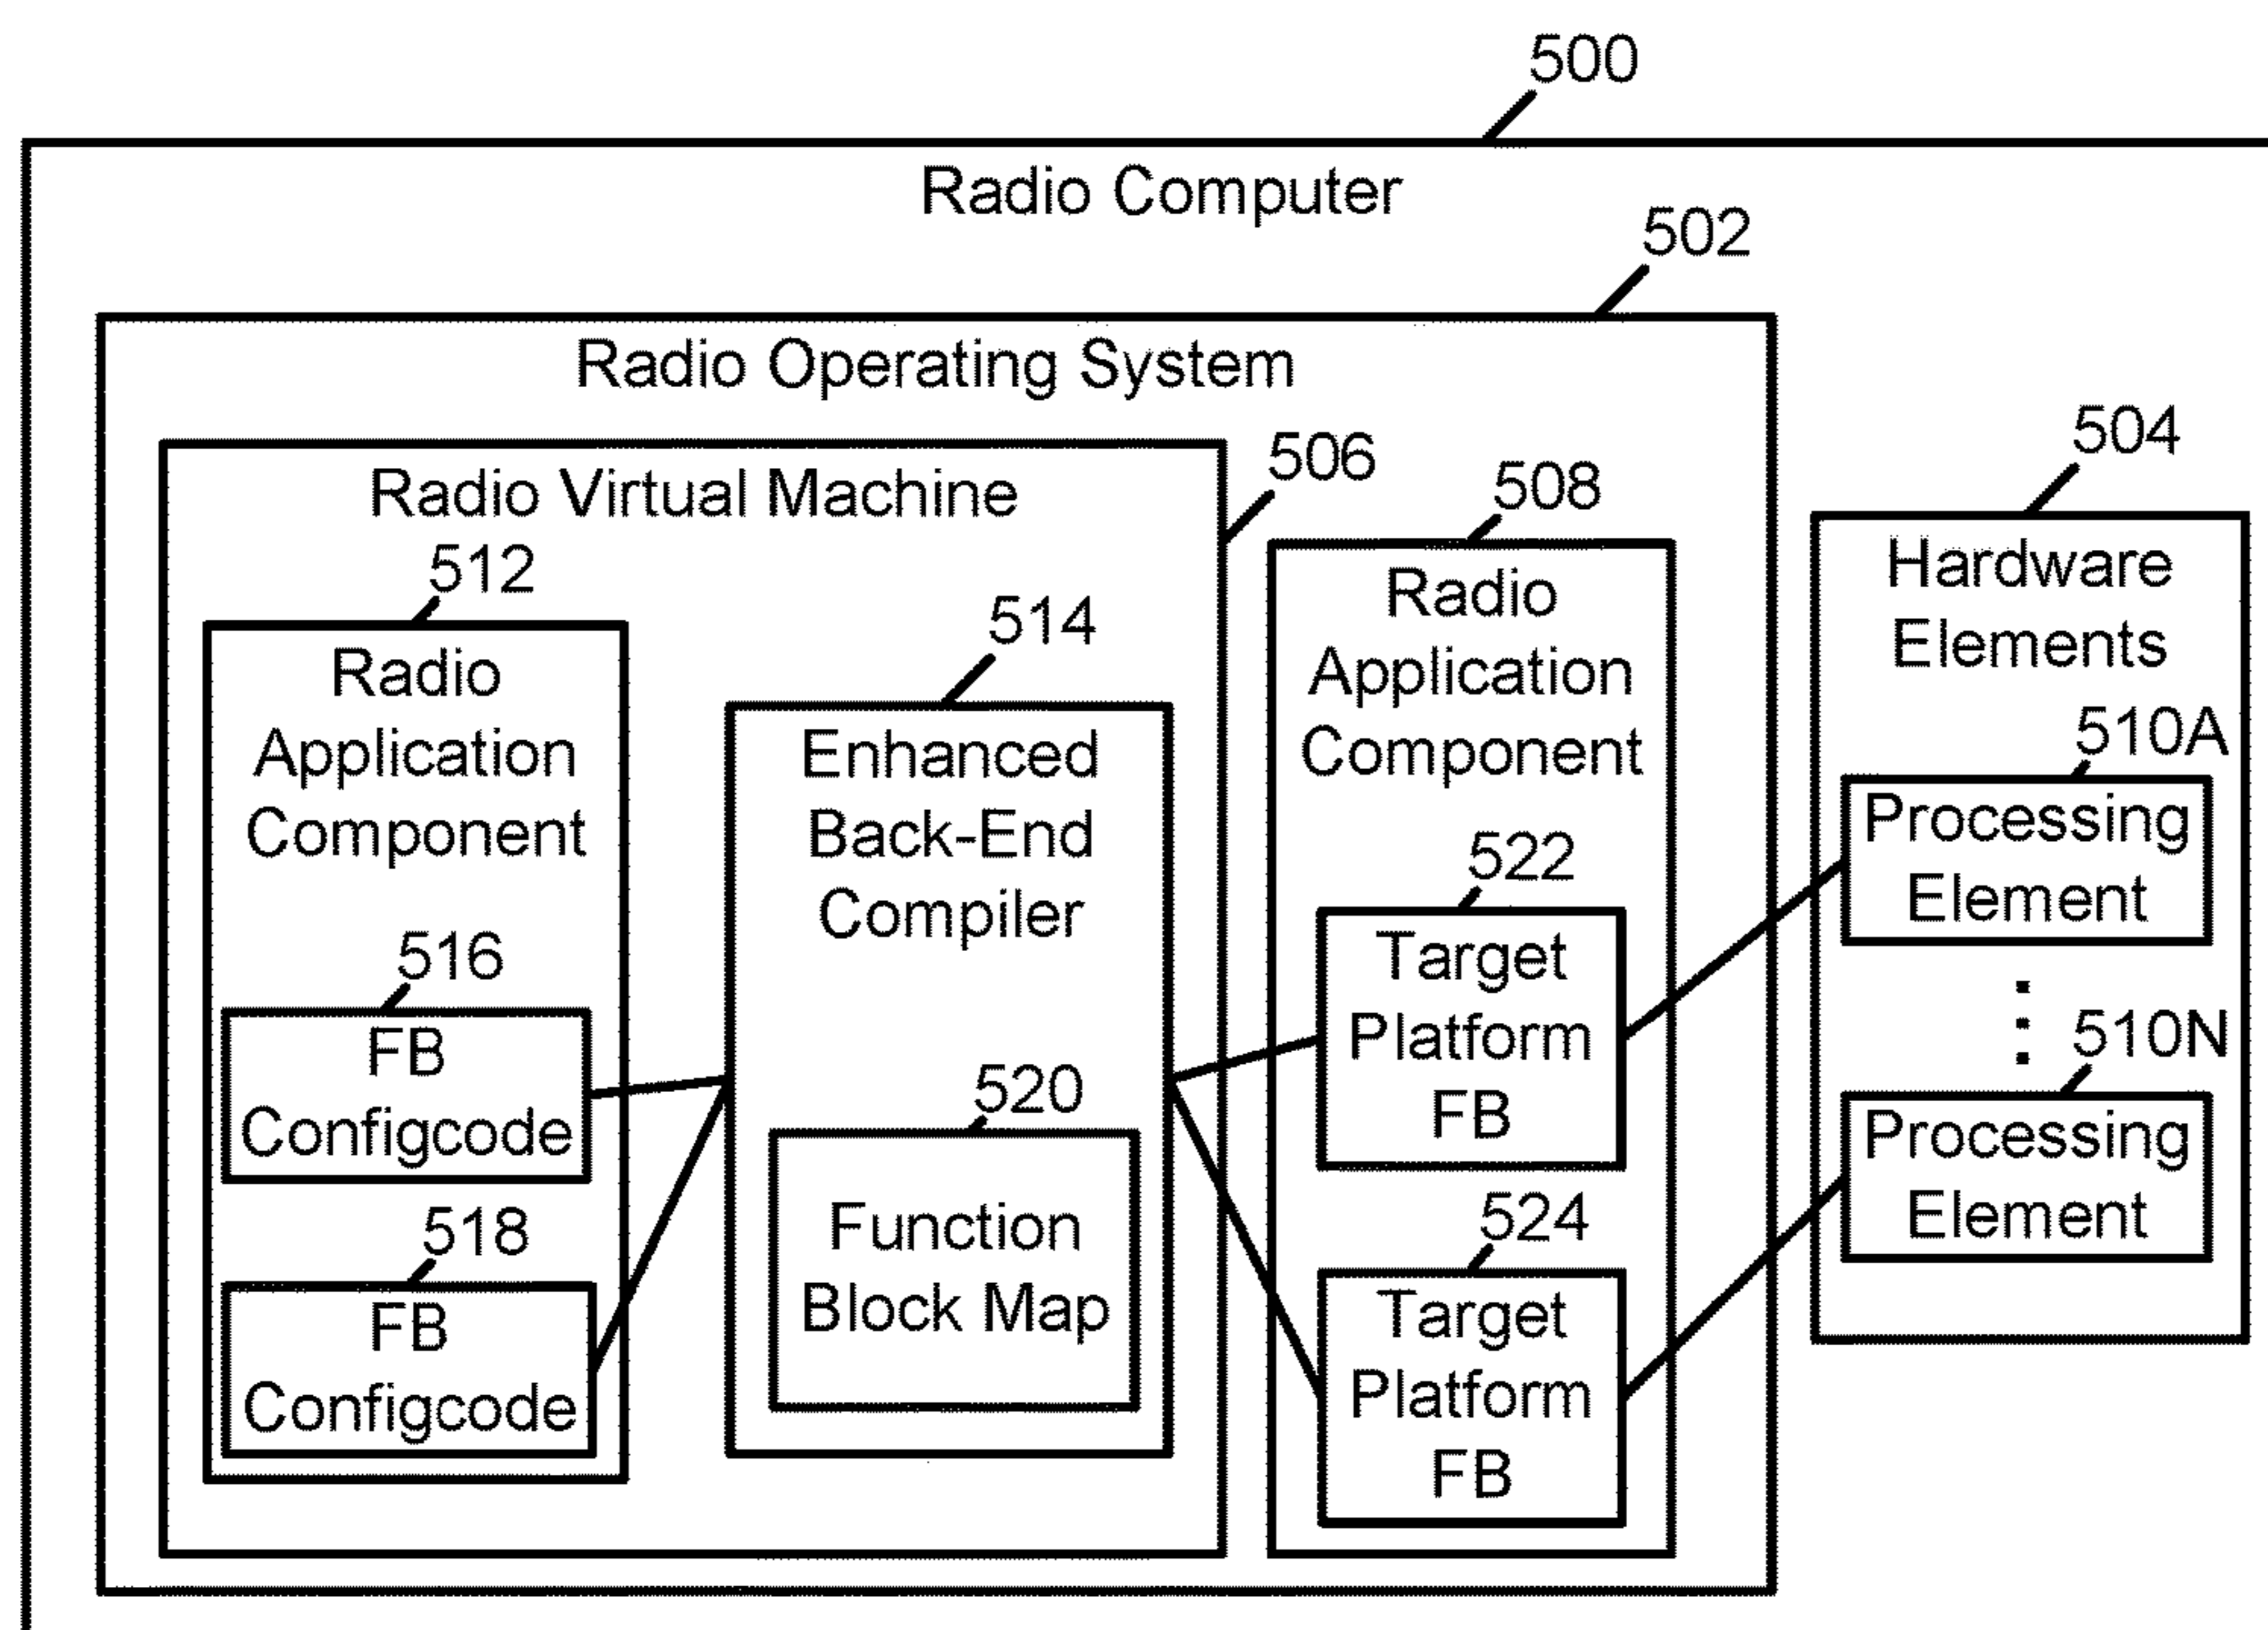 500
Radio Computer
502
Radio Operating System
506
Radio Virtual Machine
512
Radio
Application
Component
516
FB
Configcode
518
FB
Configcode
514
Enhanced
Back-End
Compiler
520
Function
Block Map
508
Radio
Application
Component
522
Target
Platform
FB
524
Target
Platform
FB
504
Hardware
Elements
510A
Processing
Element
510N
Processing
Element